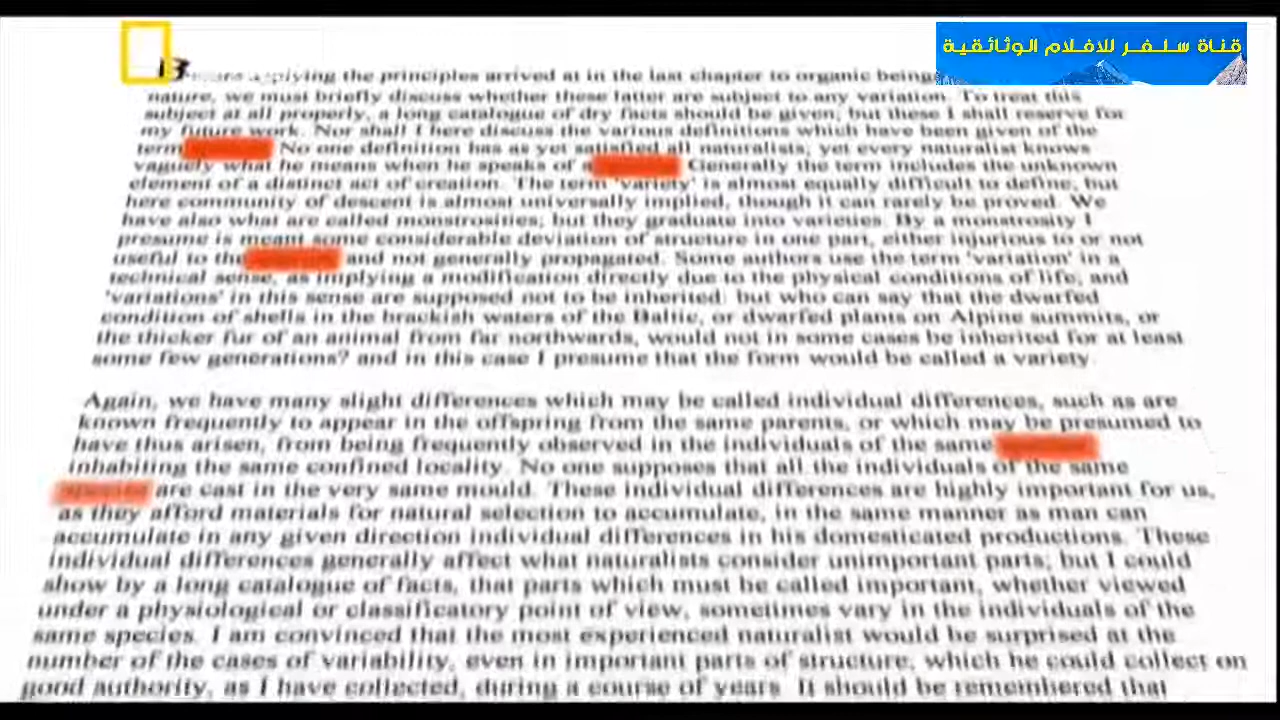 قناة سلفر للافلام الوثائقية
applying the principles arrived at in the last chapter to organic beings
nature, we must briefly discuss whether these latter are subject to any variation. To treat this
subject at all properly, a long catalogue of dry facts should be given; but these I shall reserve for
my future work. Nor shall I here discuss the various definitions which have been given of the
term No one definition has as yet satisfied all naturalists; yet every naturalist knows
vaguely what he means when he speaks of a Generally the term includes the unknown
element of a distinct act of creation. The term 'variety' is almost equally difficult to define; but
here community of descent is almost universally implied, though it can rarely be proved. We
have also what are called monstrosities; but they graduate into varieties. By a monstrosity I
presume is meant some considerable deviation of structure in one part, either injurious to or not
useful to the and not generally propagated. Some authors use the term 'variation' in a
technical sense, as implying a modification directly due to the physical conditions of life; and
'variations' in this sense are supposed not to be inherited: but who can say that the dwarfed
condition of shells in the brackish waters of the Baltic, or dwarfed plants on Alpine summits, or
the thicker fur of an animal from far northwards, would not in some cases be inherited for at least
some few generations? and in this case I presume that the form would be called a variety.
Again, we have many slight differences which may be called individual differences, such as are
known frequently to appear in the offspring from the same parents, or which may be presumed to
have thus arisen, from being frequently observed in the individuals of the same
inhabiting the same confined locality. No one supposes that all the individuals of the same
species are cast in the very same mould. These individual differences are highly important for us,
as they afford materials for natural selection to accumulate, in the same manner as man can
accumulate in any given direction individual differences in his domesticated productions. These
individual differences generally affect what naturalists consider unimportant parts; but I could
show by a long catalogue of facts, that parts which must be called important, whether viewed
under a physiological or classificatory point of view, sometimes vary in the individuals of the
same species. I am convinced that the most experienced naturalist would be surprised at the
number of the cases of variability, even in important parts of structure, which he could collect on
good authority, as I have collected, during a course of years. It should be remembered that